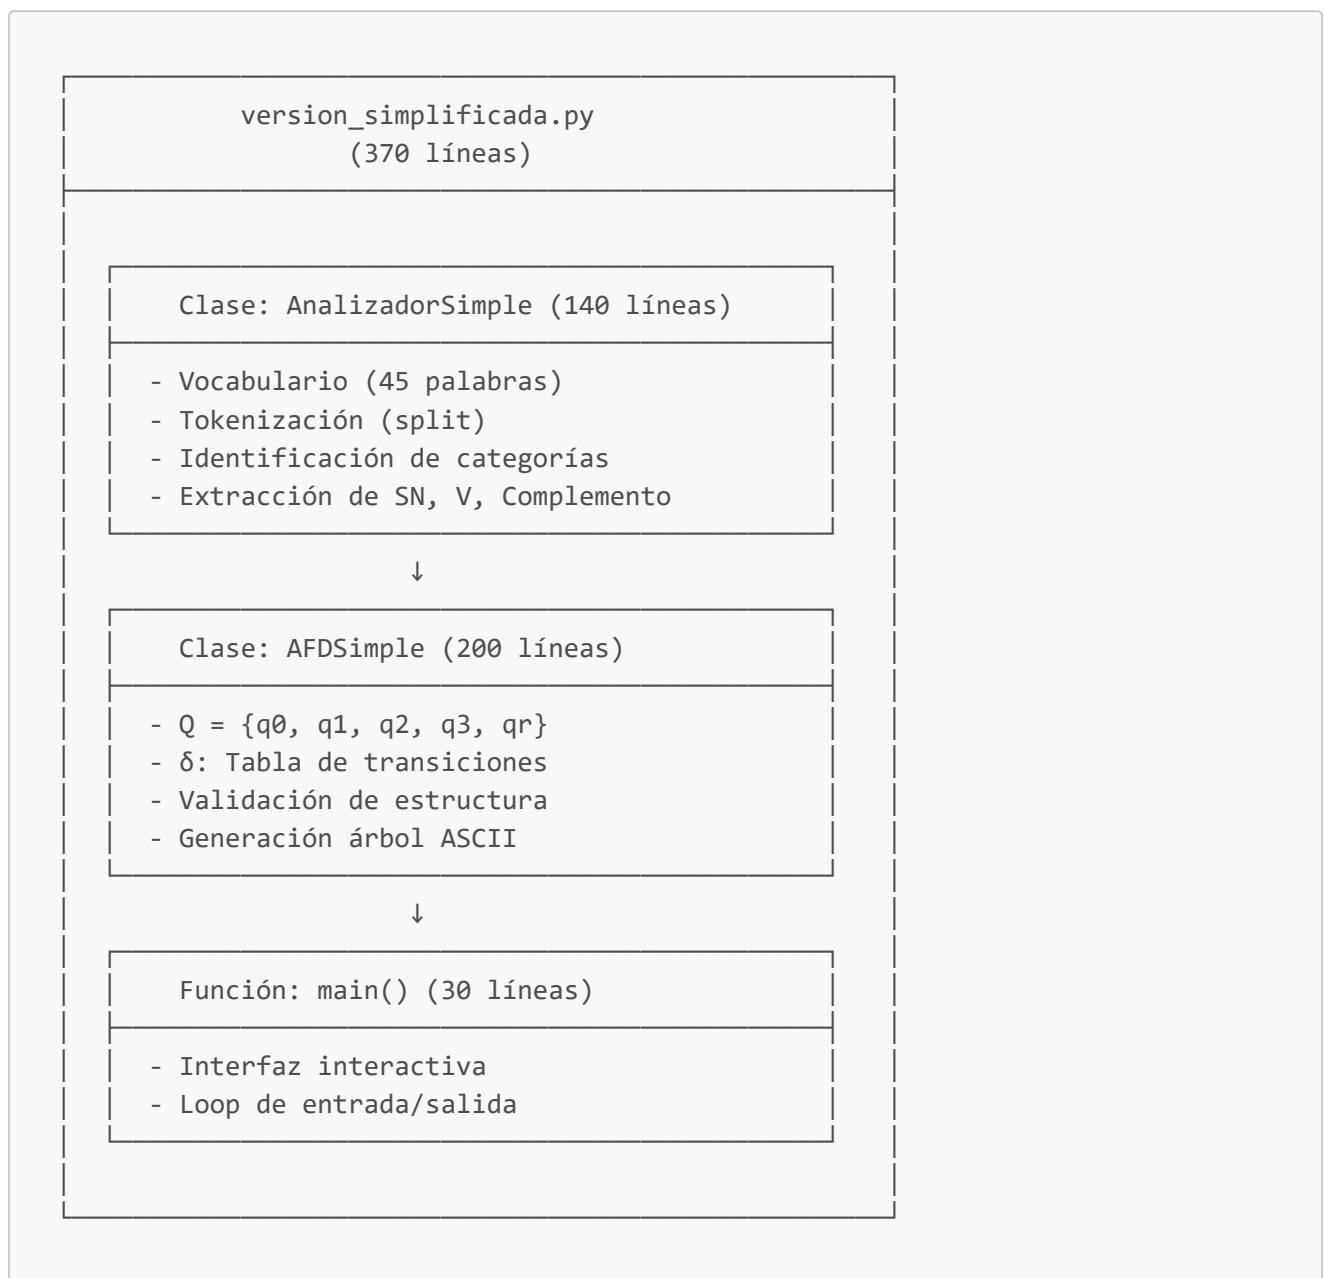 version_simplificada.py
(370 líneas)
Clase: AnalizadorSimple (140 líneas)
- Vocabulario (45 palabras)
- Tokenización (split)
- Identificación de categorías
- Extracción de SN, V, Complemento
↓
Clase: AFDSimple (200 líneas)
- Q = {q0, q1, q2, q3, qr}
- δ: Tabla de transiciones
- Validación de estructura
- Generación árbol ASCII
↓
Función: main() (30 líneas)
- Interfaz interactiva
- Loop de entrada/salida